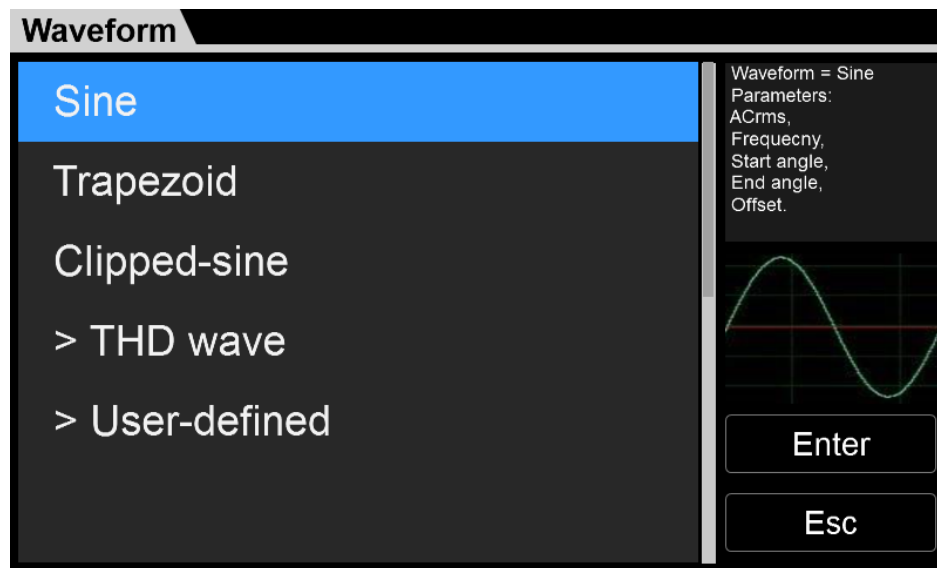 Waveform
Sine
Trapezoid
Clipped-sine
> THD wave
> User-defined
Waveform = Sine
Parameters:
ACrms,
Frequecny,
Start angle,
End angle,
Offset.
Enter
Esc